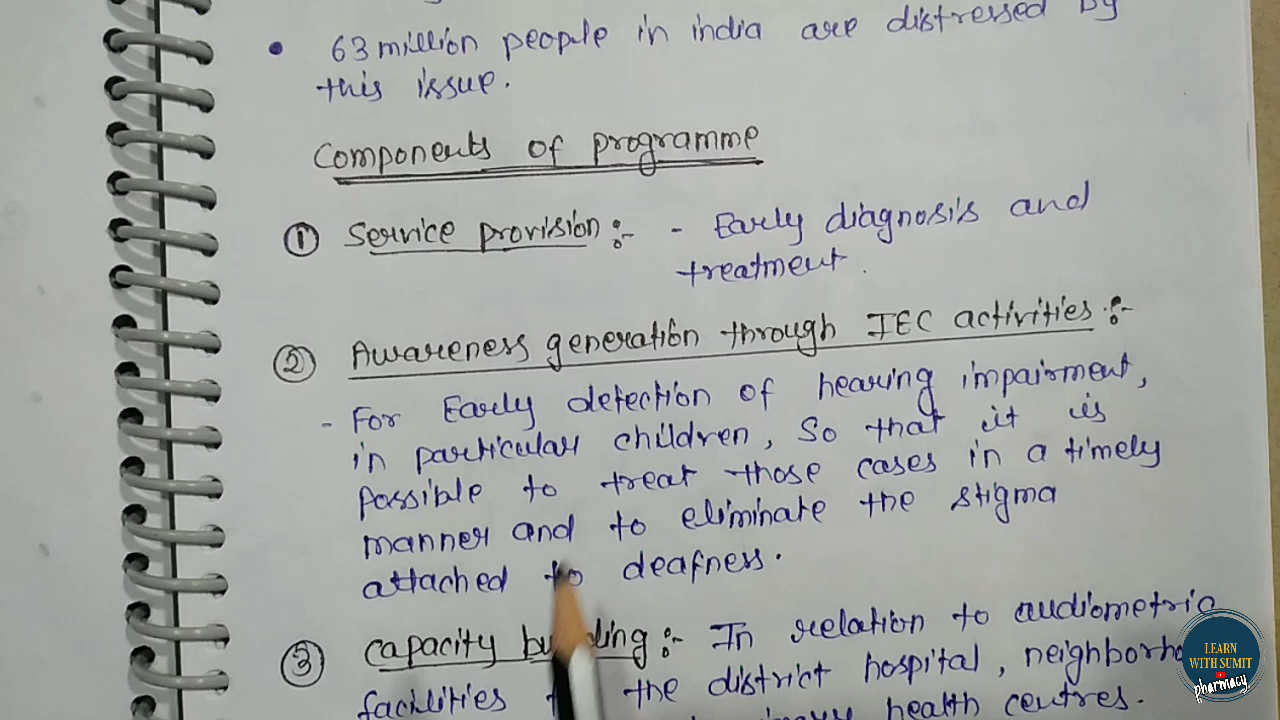 • 63 million people in india are distressed by
this issue.
Components of programme
① Service provision :- - Early diagnosis and
treatment.
② Awareness generation through IEC activities :-
- For Early detection of hearing impairment,
in particular children, so that it is
possible to treat those cases in a timely
manner and to eliminate the stigma
attached to deafness.
③ capacity building :- In relation to audiometric
facilities the district hospital,
health centres.
LEARN
WITH SUMIT
pharmacy